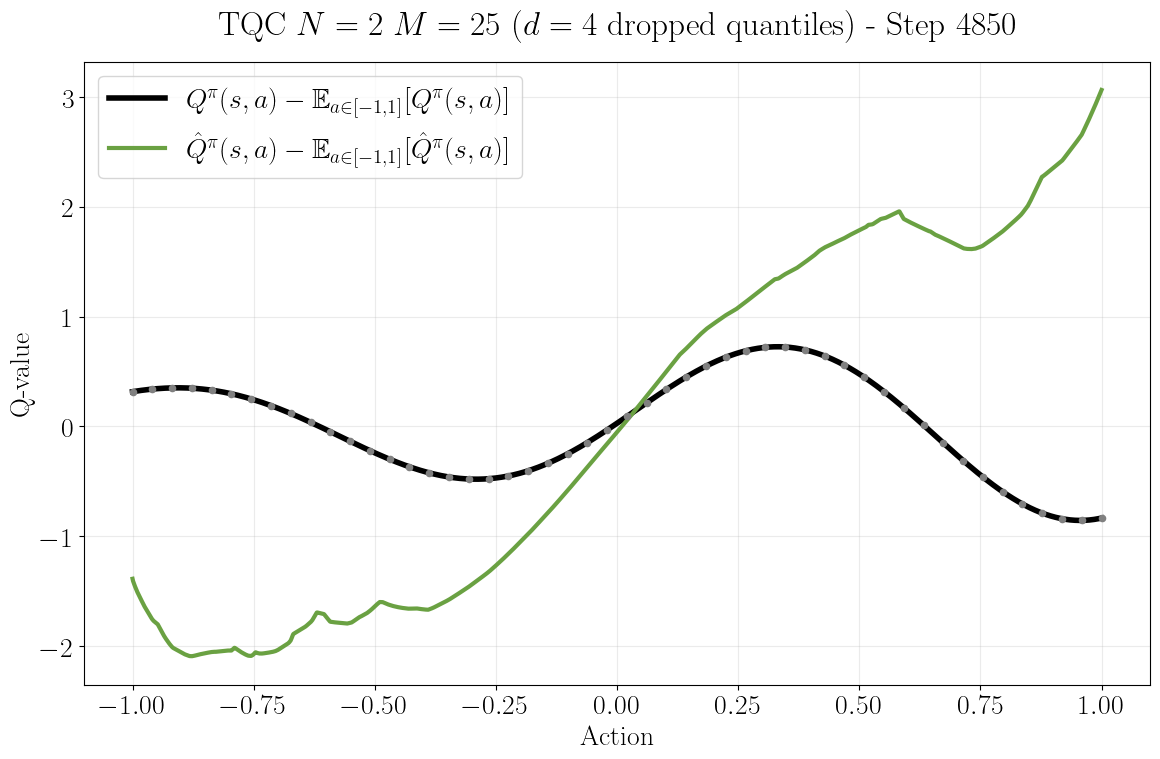 TQC N = 2 M = 25 (d = 4 dropped quantiles) - Step 4850
Q^π(s, a) − 𝔼_{a∈[−1,1]}[Q^π(s, a)]
Q̂^π(s, a) − 𝔼_{a∈[−1,1]}[Q̂^π(s, a)]
3
2
1
0
−1
−2
Q-value
−1.00 −0.75 −0.50 −0.25 0.00 0.25 0.50 0.75 1.00
Action